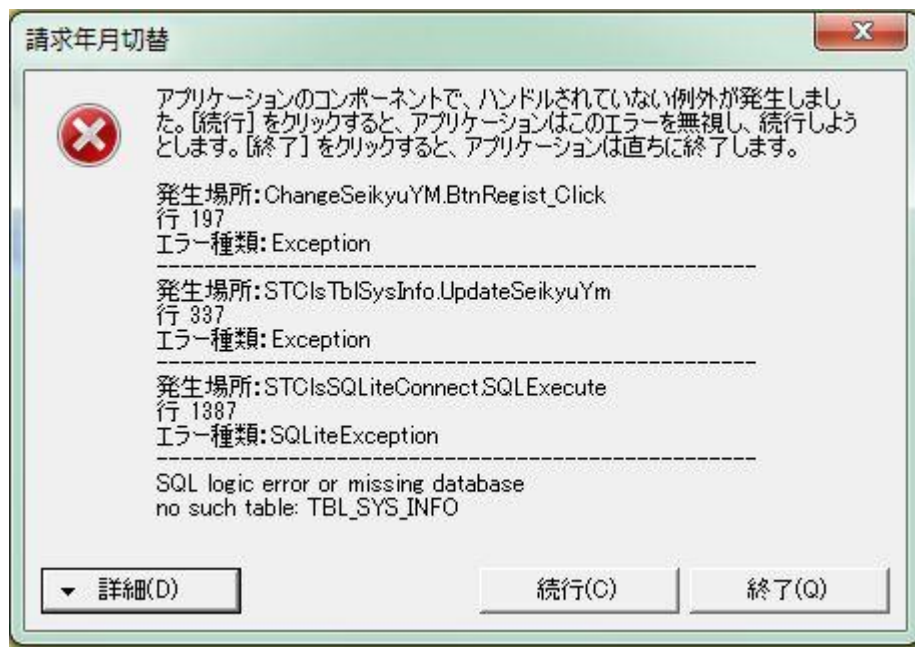 請求年月切替
アプリケーションのコンポーネントで、ハンドルされていない例外が発生しまし
た。[続行] をクリックすると、アプリケーションはこのエラーを無視し、続行しよう
とします。[終了] をクリックすると、アプリケーションは直ちに終了します。
発生場所:ChangeSeikyuYM.BtnRegist_Click
行 197
エラー種類:Exception
------------------------------------------------------
発生場所:STClsTblSysInfo.UpdateSeikyuYm
行 337
エラー種類:Exception
------------------------------------------------------
発生場所:STClsSQLiteConnect.SQLExecute
行 1387
エラー種類:SQLiteException
------------------------------------------------------
SQL logic error or missing database
no such table: TBL_SYS_INFO
詳細(D)
続行(C)
終了(Q)